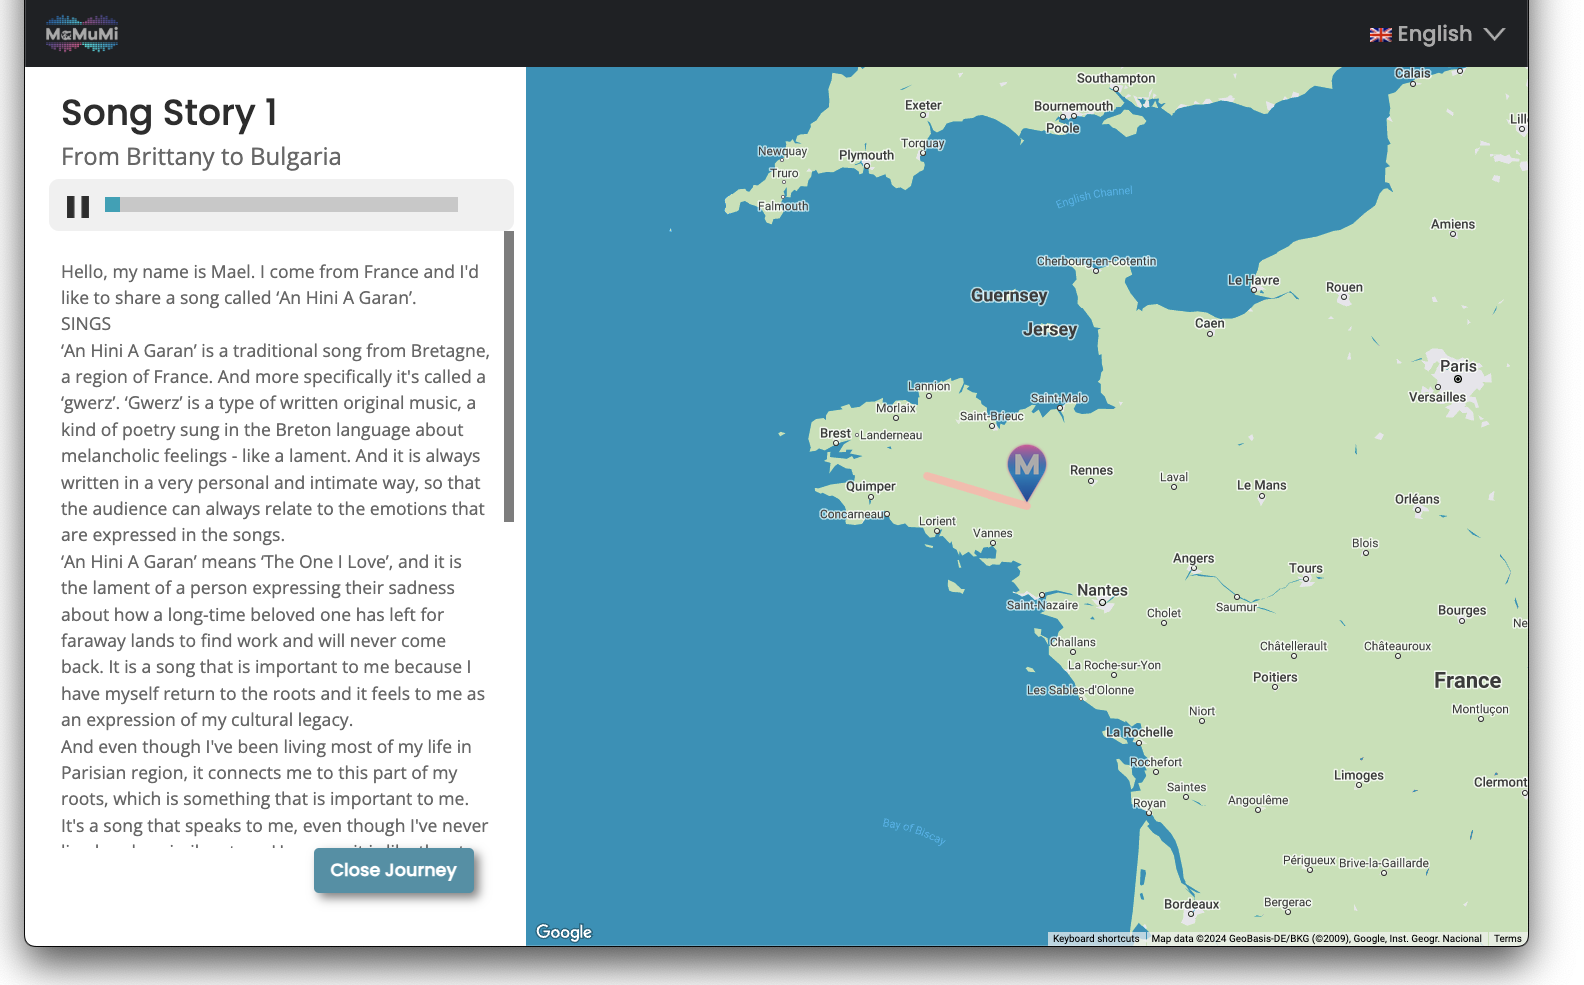 MaMuMi
English
Song Story 1
From Brittany to Bulgaria
Hello, my name is Mael. I come from France and I'd
like to share a song called ‘An Hini A Garan’.
SINGS
‘An Hini A Garan’ is a traditional song from Bretagne,
a region of France. And more specifically it's called a
‘gwerz’. ‘Gwerz’ is a type of written original music, a
kind of poetry sung in the Breton language about
melancholic feelings - like a lament. And it is always
written in a very personal and intimate way, so that
the audience can always relate to the emotions that
are expressed in the songs.
‘An Hini A Garan’ means ‘The One I Love’, and it is
the lament of a person expressing their sadness
about how a long-time beloved one has left for
faraway lands to find work and will never come
back. It is a song that is important to me because I
have myself return to the roots and it feels to me as
an expression of my cultural legacy.
And even though I've been living most of my life in
Parisian region, it connects me to this part of my
roots, which is something that is important to me.
It's a song that speaks to me, even though I've never
Close Journey
Southampton
Calais
Exeter
Bournemouth
Poole
Lill
Newquay
Plymouth
Torquay
Truro
Falmouth
English Channel
Amiens
Cherbourg-en-Cotentin
Le Havre
Rouen
Guernsey
Jersey
Caen
Paris
Versailles
Lannion
Morlaix
Saint-Brieuc
Saint-Malo
Brest
Landerneau
M
Rennes
Laval
Le Mans
Quimper
Orléans
Concarneau
Lorient
Vannes
Blois
Angers
Tours
Nantes
Saint-Nazaire
Cholet
Saumur
Bourges
Ne
Challans
Châtellerault
Châteauroux
La Roche-sur-Yon
Poitiers
France
Les Sables-d'Olonne
Niort
Montluçon
La Rochelle
Rochefort
Limoges
Clermont
Saintes
Royan
Angoulême
Bay of Biscay
Périgueux
Brive-la-Gaillarde
Bordeaux
Bergerac
Google
Keyboard shortcuts
Map data ©2024 GeoBasis-DE/BKG (©2009), Google, Inst. Geogr. Nacional
Terms